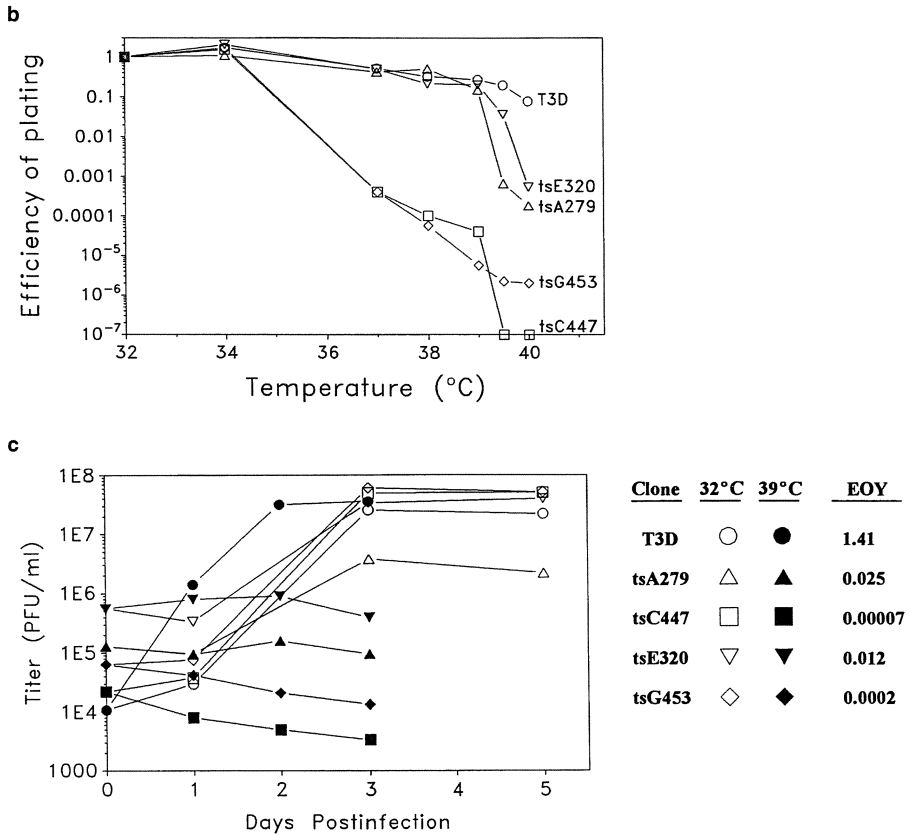 b
Efficiency of plating
1
0.1
0.01
0.001
0.0001
10⁻⁵
10⁻⁶
10⁻⁷
T3D
tsE320
tsA279
tsG453
tsC447
32 34 36 38 40
Temperature (°C)
c
Titer (PFU/ml)
1E8
1E7
1E6
1E5
1E4
1000
0 1 2 3 4 5
Days Postinfection
Clone 32°C 39°C EOY
T3D 1.41
tsA279 0.025
tsC447 0.00007
tsE320 0.012
tsG453 0.0002